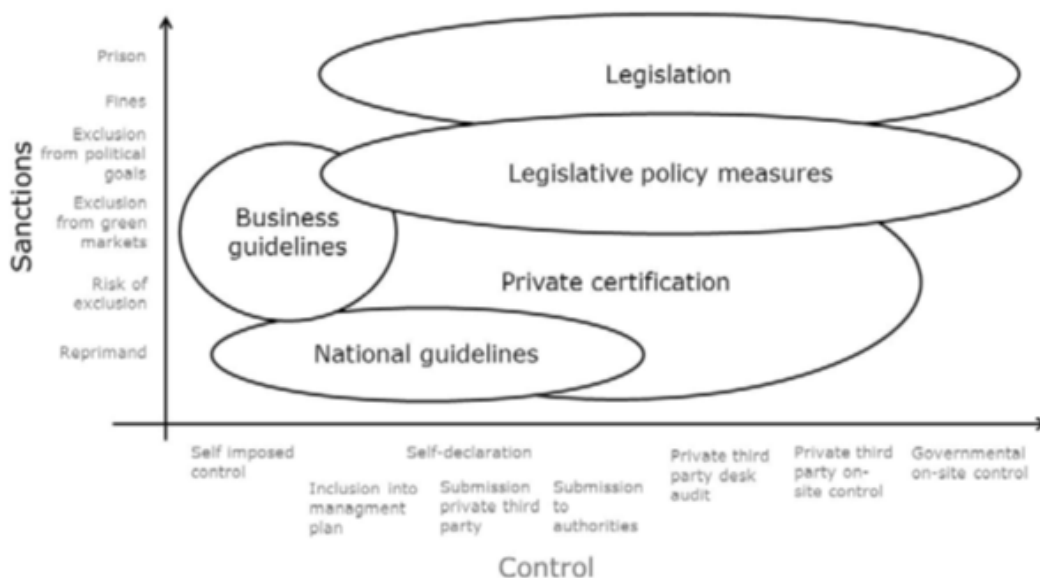 Prison
Legislation
Fines
Exclusion
from political
goals
Legislative policy measures
Sanctions
Exclusion
from green
markets
Business
guidelines
Risk of
exclusion
Private certification
Reprimand
National guidelines
Self imposed
control
Self-declaration
Private third
party desk
audit
Private third
party on-
site control
Governmental
on-site control
Inclusion into
managment
plan
Submission
private third
party
Submission
to
authorities
Control